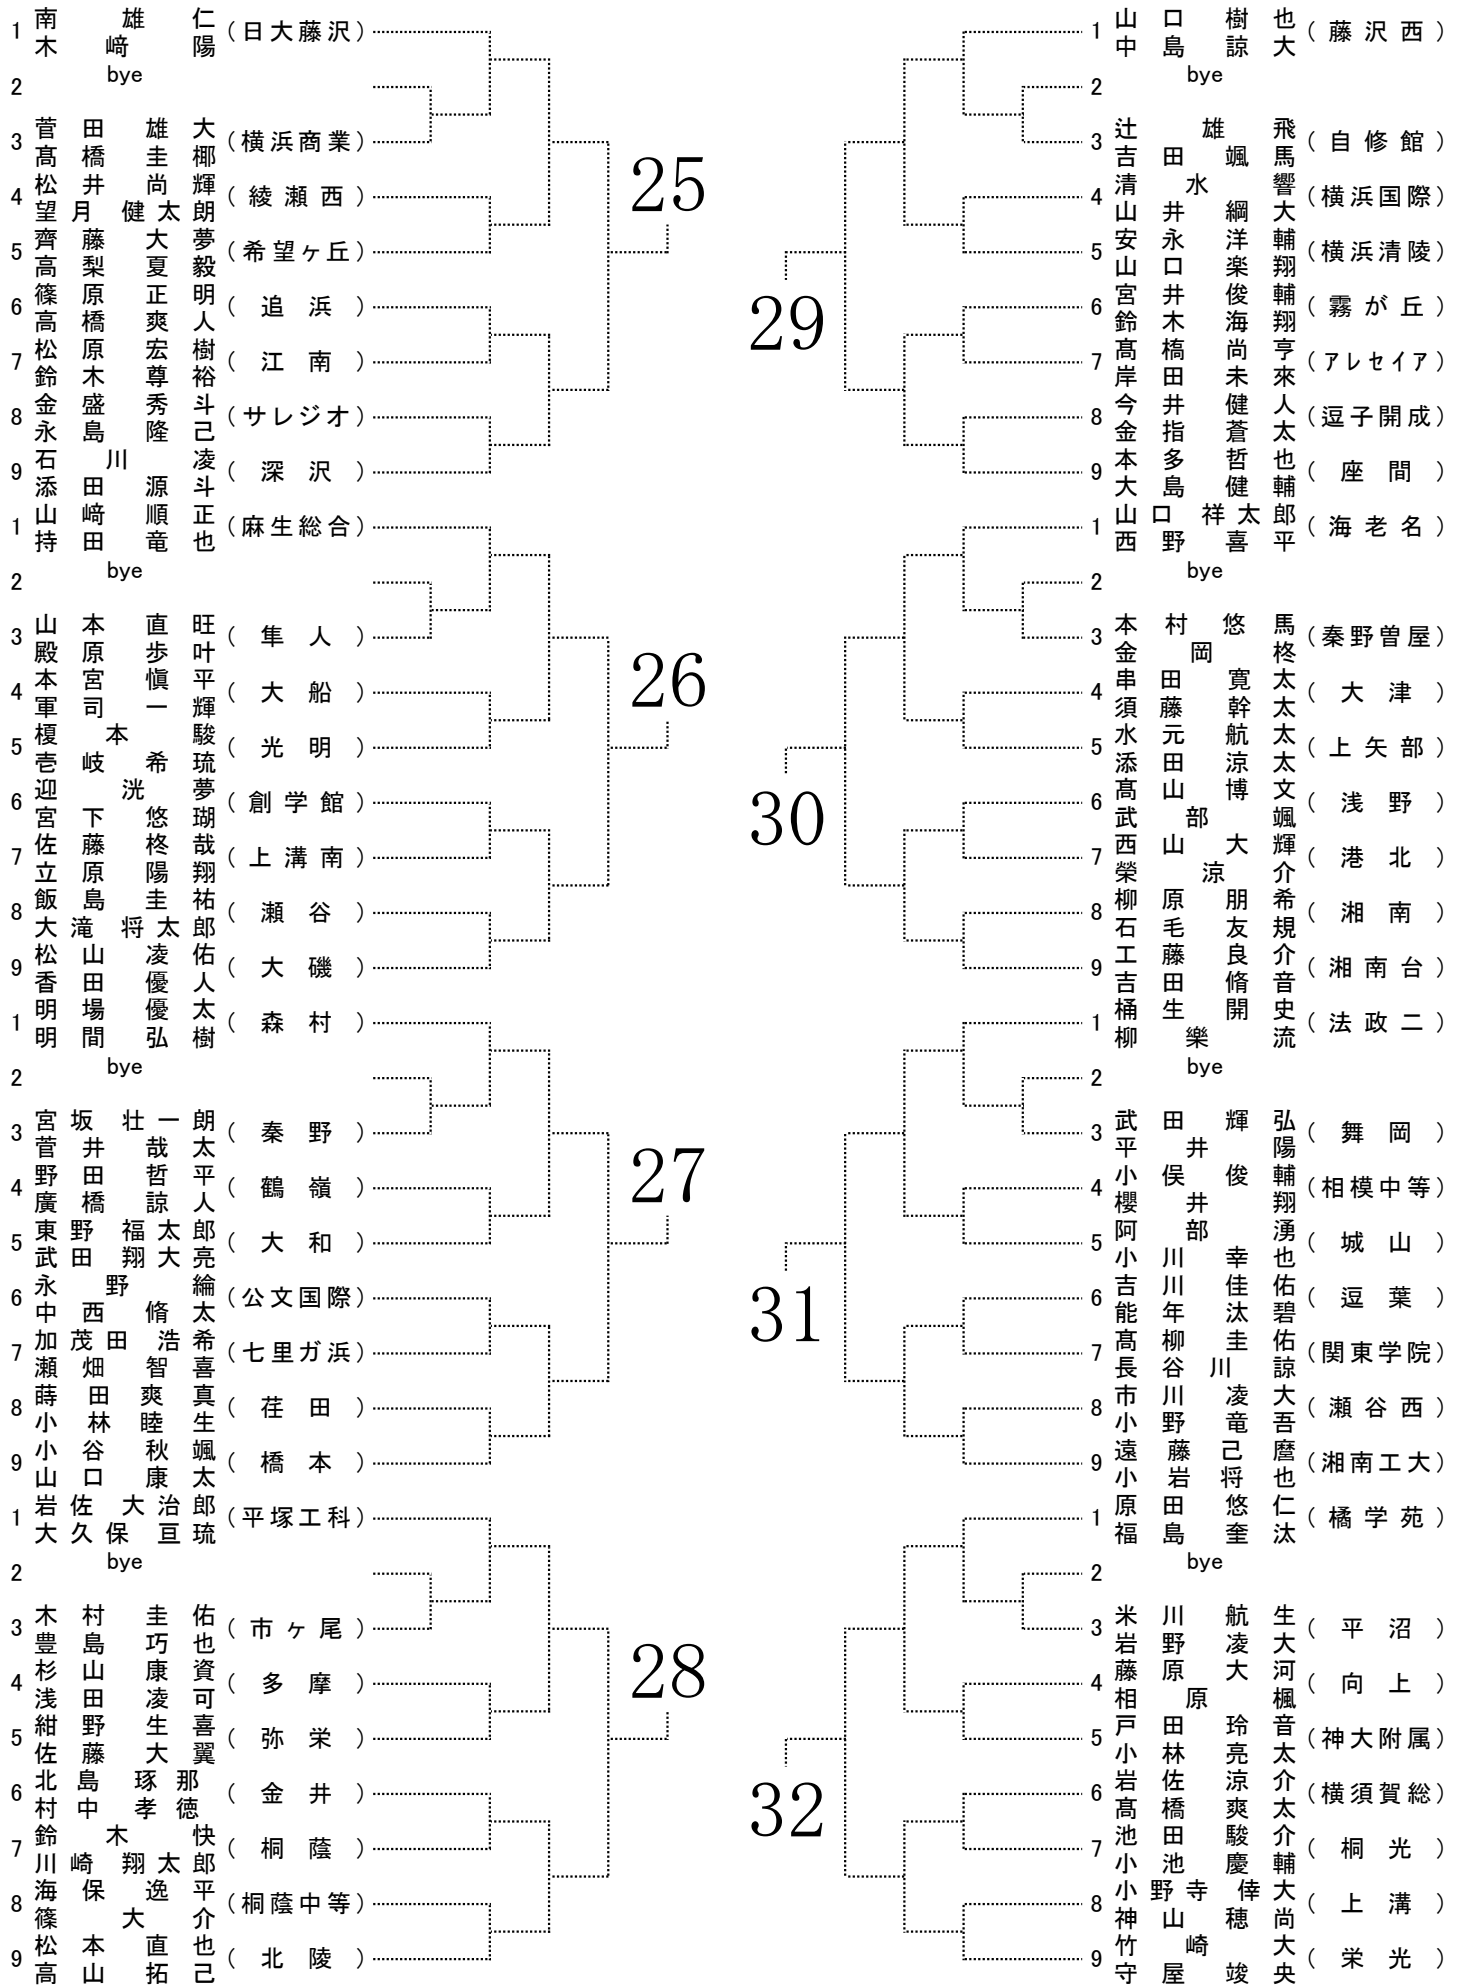 25
1 南雄仁 木﨑陽 (日大藤沢)
2 bye
3 菅田雄大 髙橋圭椰 (横浜商業)
4 松井尚輝 望月健太朗 (綾瀬西)
5 齊藤大夢 高梨夏毅 (希望ヶ丘)
6 篠原正明 高橋爽人 (追浜)
7 松原宏樹 鈴木尊裕 (江南)
8 金盛秀斗 永島隆己 (サレジオ)
9 石川凌 添田源斗 (深沢)
26
1 山﨑順正 持田竜也 (麻生総合)
2 bye
3 山本直旺 殿原歩叶 (隼人)
4 本宮愼平 軍司一輝 (大船)
5 榎本駿 壱岐希琉 (光明)
6 迎洸夢 宮下悠瑚 (創学館)
7 佐藤柊哉 立原陽翔 (上溝南)
8 飯島圭祐 大滝将太郎 (瀬谷)
9 松山凌佑 香田優人 (大磯)
27
1 明場優太 明間弘樹 (森村)
2 bye
3 宮坂壮一朗 菅井哉太 (秦野)
4 野田哲平 廣橋諒人 (鶴嶺)
5 東野福太郎 武田翔大亮 (大和)
6 永野綸 中西脩太 (公文国際)
7 加茂田浩希 瀬畑智喜 (七里ガ浜)
8 蒔田爽真 小林睦生 (荏田)
9 小谷秋颯 山口康太 (橋本)
28
1 岩佐大治郎 大久保亘琉 (平塚工科)
2 bye
3 木村圭佑 豊島巧也 (市ヶ尾)
4 杉山康資 浅田凌可 (多摩)
5 紺野生喜 佐藤大翼 (弥栄)
6 北島琢那 村中孝徳 (金井)
7 鈴木快 川崎翔太郎 (桐蔭)
8 海保逸平 篠大介 (桐蔭中等)
9 松本直也 高山拓己 (北陵)
29
1 山口樹也 中島諒大 (藤沢西)
2 bye
3 辻雄飛 吉田颯馬 (自修館)
4 清水響 山井綱大 (横浜国際)
5 安永洋輔 山口楽翔 (横浜清陵)
6 宮井俊輔 鈴木海翔 (霧が丘)
7 髙橋尚亨 岸田未來 (アレセイア)
8 今井健人 金指蒼太 (逗子開成)
9 本多哲也 大島健輔 (座間)
30
1 山口祥太郎 西野喜平 (海老名)
2 bye
3 本村悠馬 金岡柊 (秦野曽屋)
4 串田寛太 須藤幹太 (大津)
5 水元航太 添田涼太 (上矢部)
6 髙山博文 武部颯 (浅野)
7 西山大輝 榮涼介 (港北)
8 柳原朋希 石毛友規 (湘南)
9 工藤良介 吉田脩音 (湘南台)
31
1 桶生開史 柳樂流 (法政二)
2 bye
3 武田輝弘 平井陽 (舞岡)
4 小俣俊輔 櫻井翔 (相模中等)
5 阿部湧 小川幸也 (城山)
6 吉川佳佑 能年汰碧 (逗葉)
7 髙柳圭佑 長谷川諒 (関東学院)
8 市川凌大 小野竜吾 (瀬谷西)
9 遠藤己麿 小岩将也 (湘南工大)
32
1 原田悠仁 福島奎汰 (橘学苑)
2 bye
3 米川航生 岩野凌大 (平沼)
4 藤原大河 相原楓 (向上)
5 戸田玲音 小林亮太 (神大附属)
6 岩佐涼介 髙橋爽太 (横須賀総)
7 池田駿介 小池慶輔 (桐光)
8 小野寺倖大 神山穂尚 (上溝)
9 竹崎大 守屋竣央 (栄光)